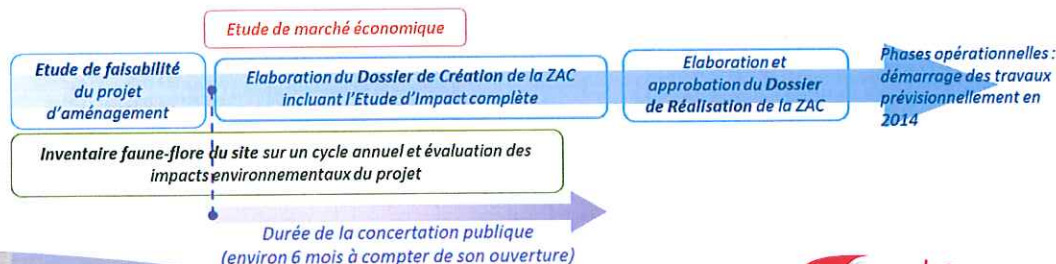 Etude de marché économique
Etude de faisabilité
du projet
d'aménagement
Elaboration du Dossier de Création de la ZAC
incluant l'Etude d'Impact complète
Elaboration et
approbation du Dossier
de Réalisation de la ZAC
Phases opérationnelles :
démarrage des travaux
prévisionnellement en
2014
Inventaire faune-flore du site sur un cycle annuel et évaluation des
impacts environnementaux du projet
Durée de la concertation publique
(environ 6 mois à compter de son ouverture)